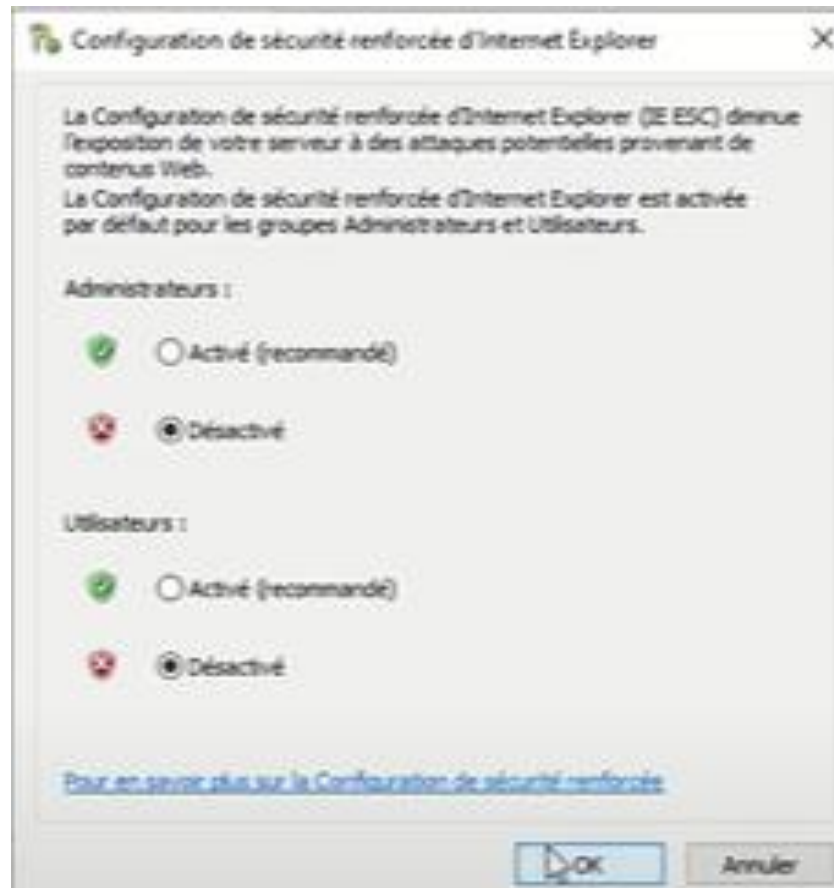 Configuration de sécurité renforcée d'Internet Explorer
La Configuration de sécurité renforcée d'Internet Explorer (IE ESC) diminue
l'exposition de votre serveur à des attaques potentielles provenant de
contenus Web.
La Configuration de sécurité renforcée d'Internet Explorer est activée
par défaut pour les groupes Administrateurs et Utilisateurs.
Administrateurs :
Activé (recommandé)
Désactivé
Utilisateurs :
Activé (recommandé)
Désactivé
Pour en savoir plus sur la Configuration de sécurité renforcée
OK Annuler